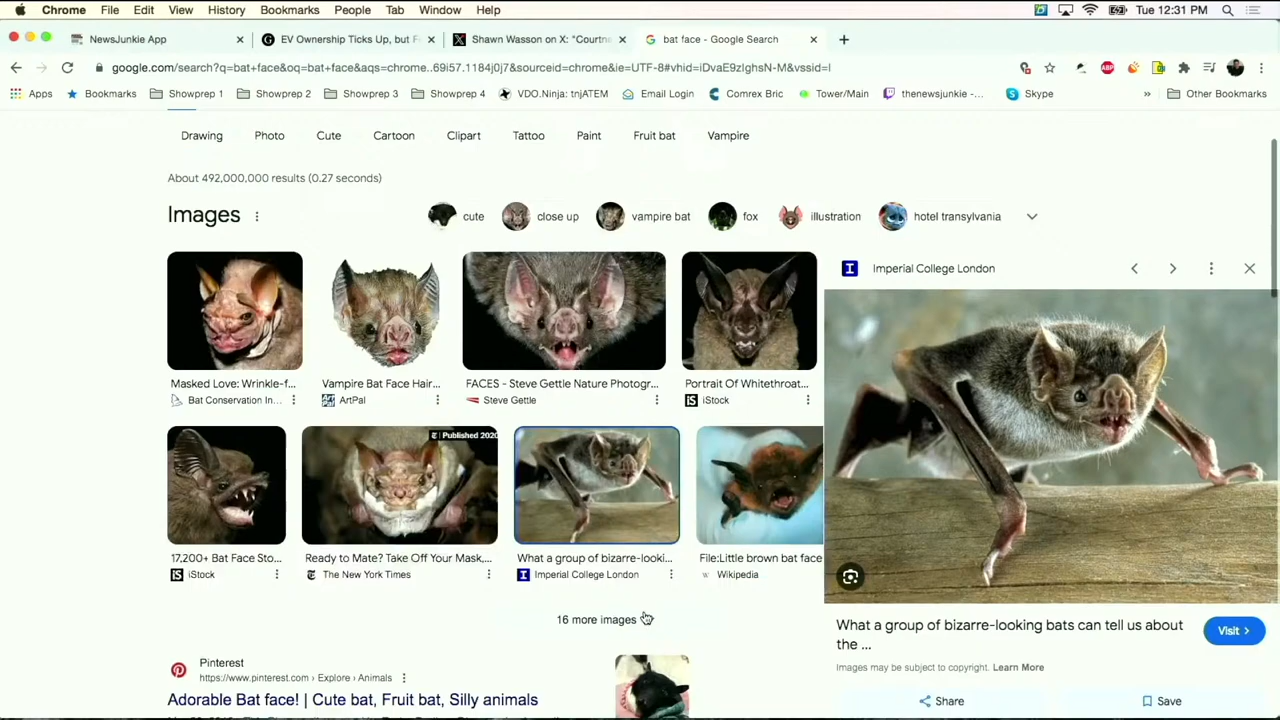 Chrome File Edit View History Bookmarks People Tab Window Help Tue 12:31 PM
NewsJunkie App EV Ownership Ticks Up, but F Shawn Wasson on X: "Courtne bat face - Google Search
google.com/search?q=bat+face&oq=bat+face&aqs=chrome..69i57.1184j0j7&sourceid=chrome&ie=UTF-8#vhid=iDvaE9zIghsN-M&vssid=l
Apps Bookmarks Showprep 1 Showprep 2 Showprep 3 Showprep 4 VDO.Ninja: tnjATEM Email Login Comrex Bric Tower/Main thenewsjunkie -... Skype » Other Bookmarks
Drawing Photo Cute Cartoon Clipart Tattoo Paint Fruit bat Vampire
About 492,000,000 results (0.27 seconds)
Images cute close up vampire bat fox illustration hotel transylvania
Imperial College London
Masked Love: Wrinkle-f... Vampire Bat Face Hair... FACES - Steve Gettle Nature Photogr... Portrait Of Whitethroat...
Bat Conservation In... ArtPal Steve Gettle iS iStock
Published 2020
17,200+ Bat Face Sto... Ready to Mate? Take Off Your Mask,... What a group of bizarre-looki... File:Little brown bat face
iS iStock The New York Times Imperial College London W Wikipedia
16 more images
What a group of bizarre-looking bats can tell us about
the ...
Visit >
Images may be subject to copyright. Learn More
Share Save
Pinterest
https://www.pinterest.com › Explore › Animals
Adorable Bat face! | Cute bat, Fruit bat, Silly animals